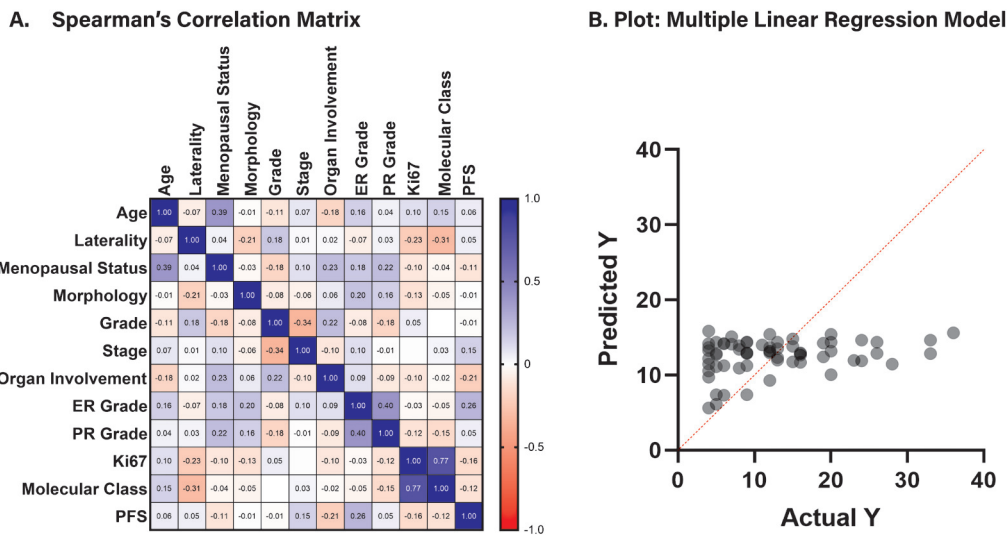 A. Spearman's Correlation Matrix
Age
Laterality
Menopausal Status
Morphology
Grade
Stage
Organ Involvement
ER Grade
PR Grade
Ki67
Molecular Class
PFS
Age 1.00 -0.07 0.39 -0.01 -0.11 0.07 -0.18 0.16 0.04 0.10 0.15 0.06
Laterality -0.07 1.00 0.04 -0.21 0.18 0.01 0.02 -0.07 0.03 -0.23 -0.31 0.05
Menopausal Status 0.39 0.04 1.00 -0.03 -0.18 0.10 0.23 0.18 0.22 -0.10 -0.04 -0.11
Morphology -0.01 -0.21 -0.03 1.00 -0.08 -0.06 0.06 0.20 0.16 -0.13 -0.05 -0.01
Grade -0.11 0.18 -0.18 -0.08 1.00 -0.34 0.22 -0.08 -0.18 0.05 -0.01
Stage 0.07 0.01 0.10 -0.06 -0.34 1.00 -0.10 0.10 -0.01 0.03 0.15
Organ Involvement -0.18 0.02 0.23 0.06 0.22 -0.10 1.00 0.09 -0.09 -0.10 -0.02 -0.21
ER Grade 0.16 -0.07 0.18 0.20 -0.08 0.10 0.09 1.00 0.40 -0.03 -0.05 0.26
PR Grade 0.04 0.03 0.22 0.16 -0.18 -0.01 -0.09 0.40 1.00 -0.12 -0.15 0.05
Ki67 0.10 -0.23 -0.10 -0.13 0.05 -0.10 -0.03 -0.12 1.00 0.77 -0.16
Molecular Class 0.15 -0.31 -0.04 -0.05 0.03 -0.02 -0.05 -0.15 0.77 1.00 -0.12
PFS 0.06 0.05 -0.11 -0.01 -0.01 0.15 -0.21 0.26 0.05 -0.16 -0.12 1.00
1.0
0.5
0
-0.5
-1.0
B. Plot: Multiple Linear Regression Model
Predicted Y
40
30
20
10
0
0 10 20 30 40
Actual Y